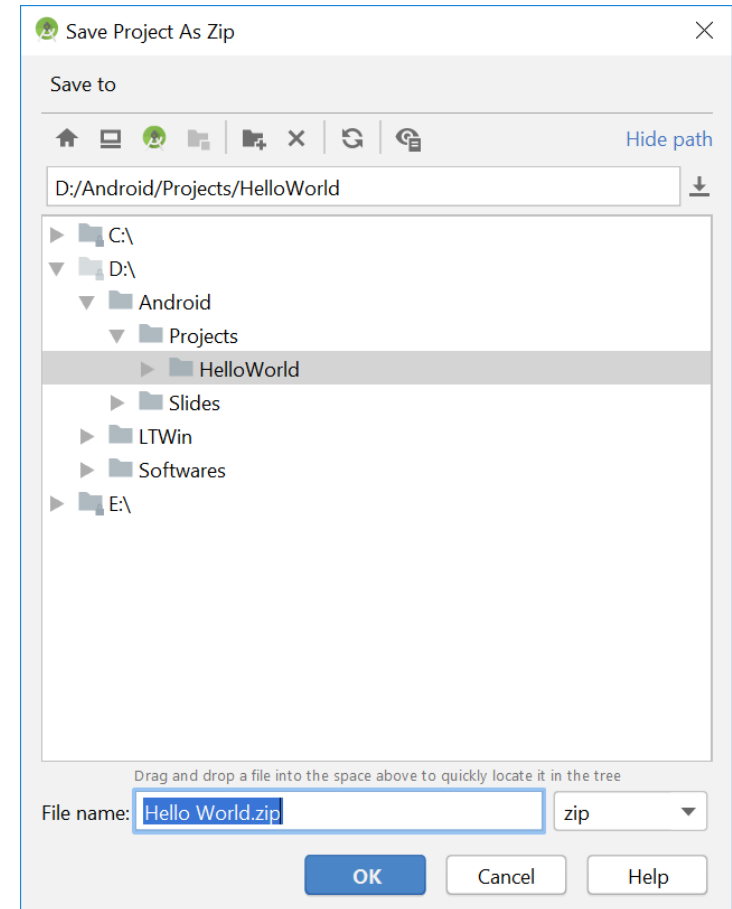 Save Project As Zip
Save to
Hide path
D:/Android/Projects/HelloWorld
C:\
D:\
Android
Projects
HelloWorld
Slides
LTWin
Softwares
E:\
Drag and drop a file into the space above to quickly locate it in the tree
File name: Hello World.zip zip
OK Cancel Help